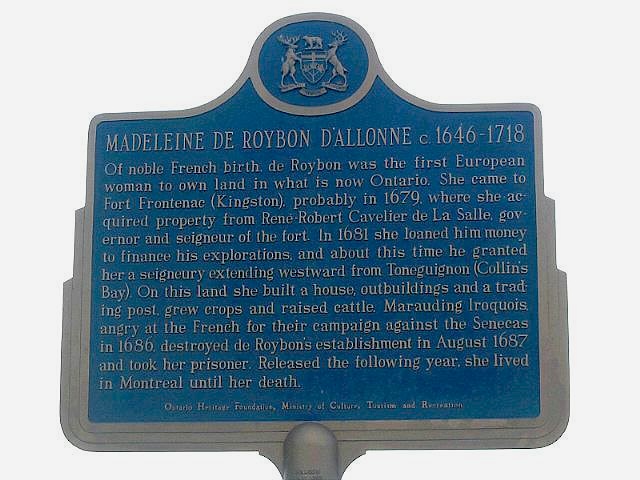 MADELEINE DE ROYBON D'ALLONNE c. 1646-1718
Of noble French birth, de Roybon was the first European
woman to own land in what is now Ontario. She came to
Fort Frontenac (Kingston), probably in 1679, where she ac-
quired property from René-Robert Cavelier de La Salle, gov-
ernor and seigneur of the fort. In 1681 she loaned him money
to finance his explorations, and about this time he granted
her a seigneury extending westward from Toneguignon (Collin's
Bay). On this land she built a house, outbuildings and a trad-
ing post, grew crops and raised cattle. Marauding Iroquois,
angry at the French for their campaign against the Senecas
in 1686, destroyed de Roybon's establishment in August 1687
and took her prisoner. Released the following year, she lived
in Montreal until her death.
Ontario Heritage Foundation, Ministry of Culture, Tourism and Recreation